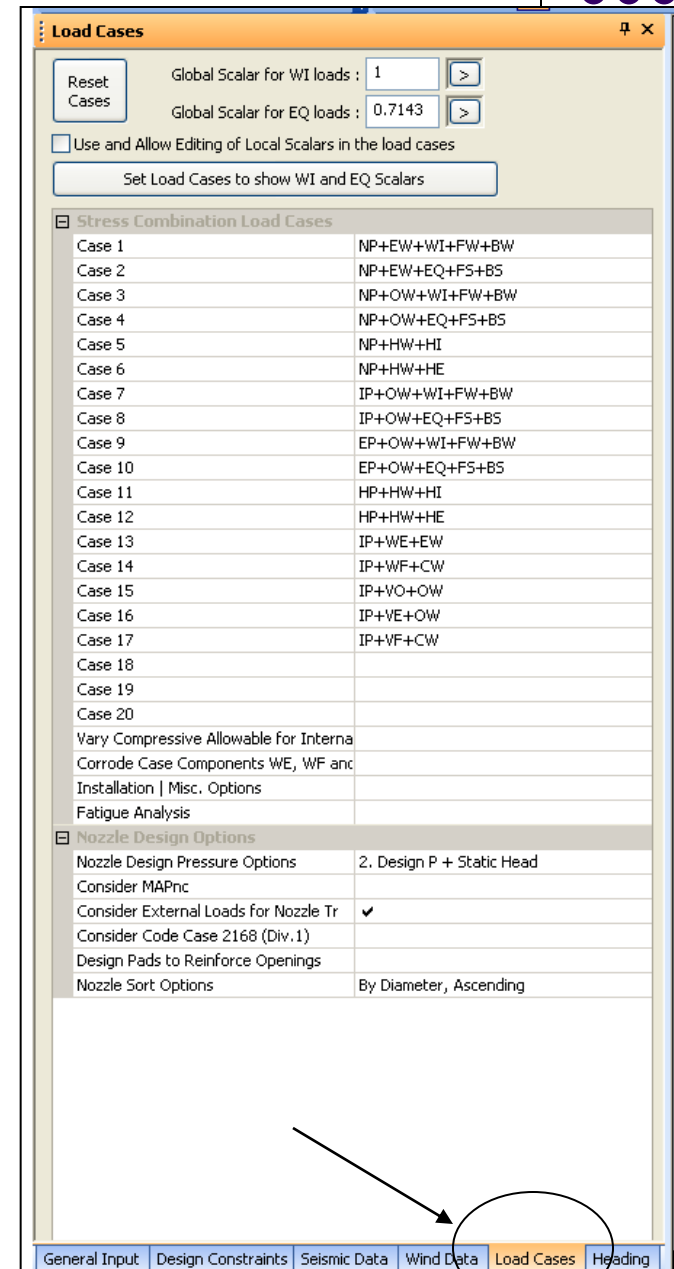 Load Cases
Reset Cases
Global Scalar for WI loads : 1 >
Global Scalar for EQ loads : 0.7143 >
Use and Allow Editing of Local Scalars in the load cases
Set Load Cases to show WI and EQ Scalars
Stress Combination Load Cases
Case 1 NP+EW+WI+FW+BW
Case 2 NP+EW+EQ+FS+BS
Case 3 NP+OW+WI+FW+BW
Case 4 NP+OW+EQ+FS+BS
Case 5 NP+HW+HI
Case 6 NP+HW+HE
Case 7 IP+OW+WI+FW+BW
Case 8 IP+OW+EQ+FS+BS
Case 9 EP+OW+WI+FW+BW
Case 10 EP+OW+EQ+FS+BS
Case 11 HP+HW+HI
Case 12 HP+HW+HE
Case 13 IP+WE+EW
Case 14 IP+WF+CW
Case 15 IP+VO+OW
Case 16 IP+VE+OW
Case 17 IP+VF+CW
Case 18
Case 19
Case 20
Vary Compressive Allowable for Interna
Corrode Case Components WE, WF and
Installation | Misc. Options
Fatigue Analysis
Nozzle Design Options
Nozzle Design Pressure Options 2. Design P + Static Head
Consider MAPnc
Consider External Loads for Nozzle Tr
Consider Code Case 2168 (Div.1)
Design Pads to Reinforce Openings
Nozzle Sort Options By Diameter, Ascending
General Input Design Constraints Seismic Data Wind Data Load Cases Heading